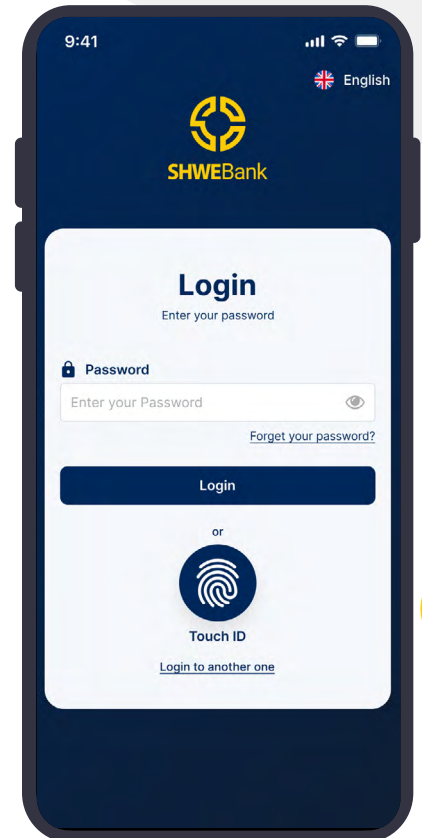 9:41
English
SHWEBank
Login
Enter your password
Password
Enter your Password
Forget your password?
Login
or
Touch ID
Login to another one